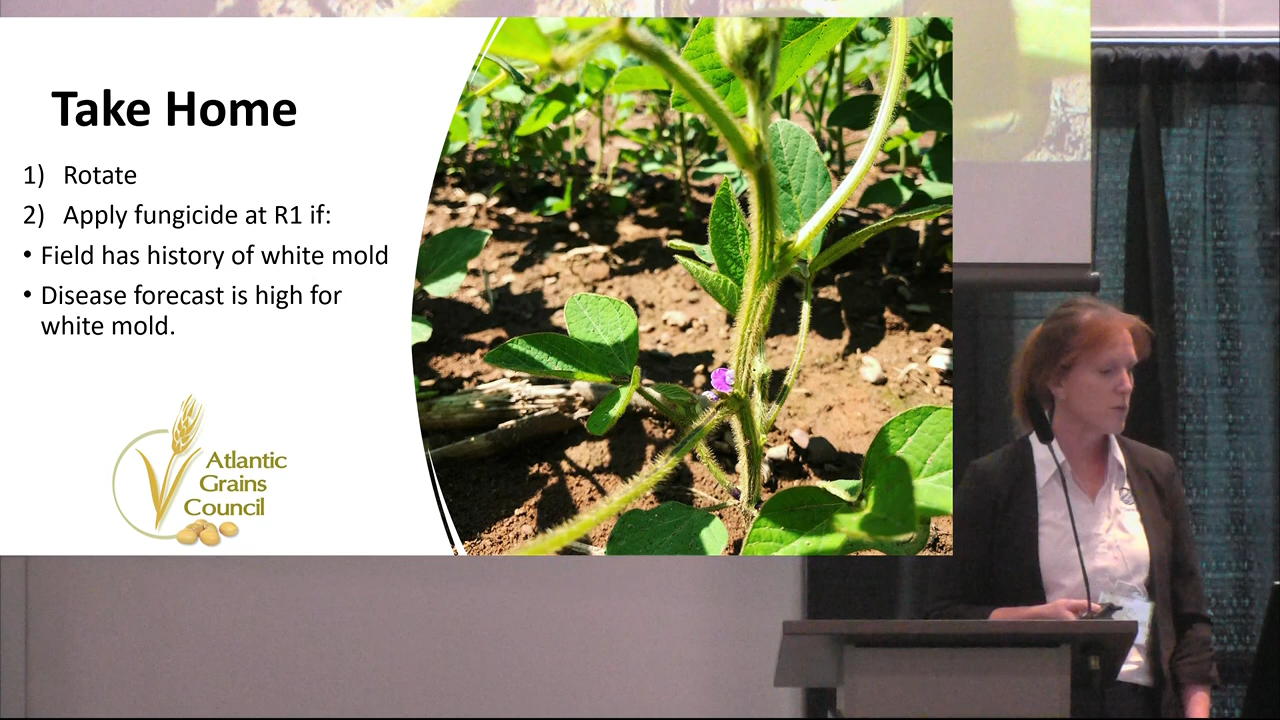 Take Home
1) Rotate
2) Apply fungicide at R1 if:
• Field has history of white mold
• Disease forecast is high for
white mold.
Atlantic
Grains
Council